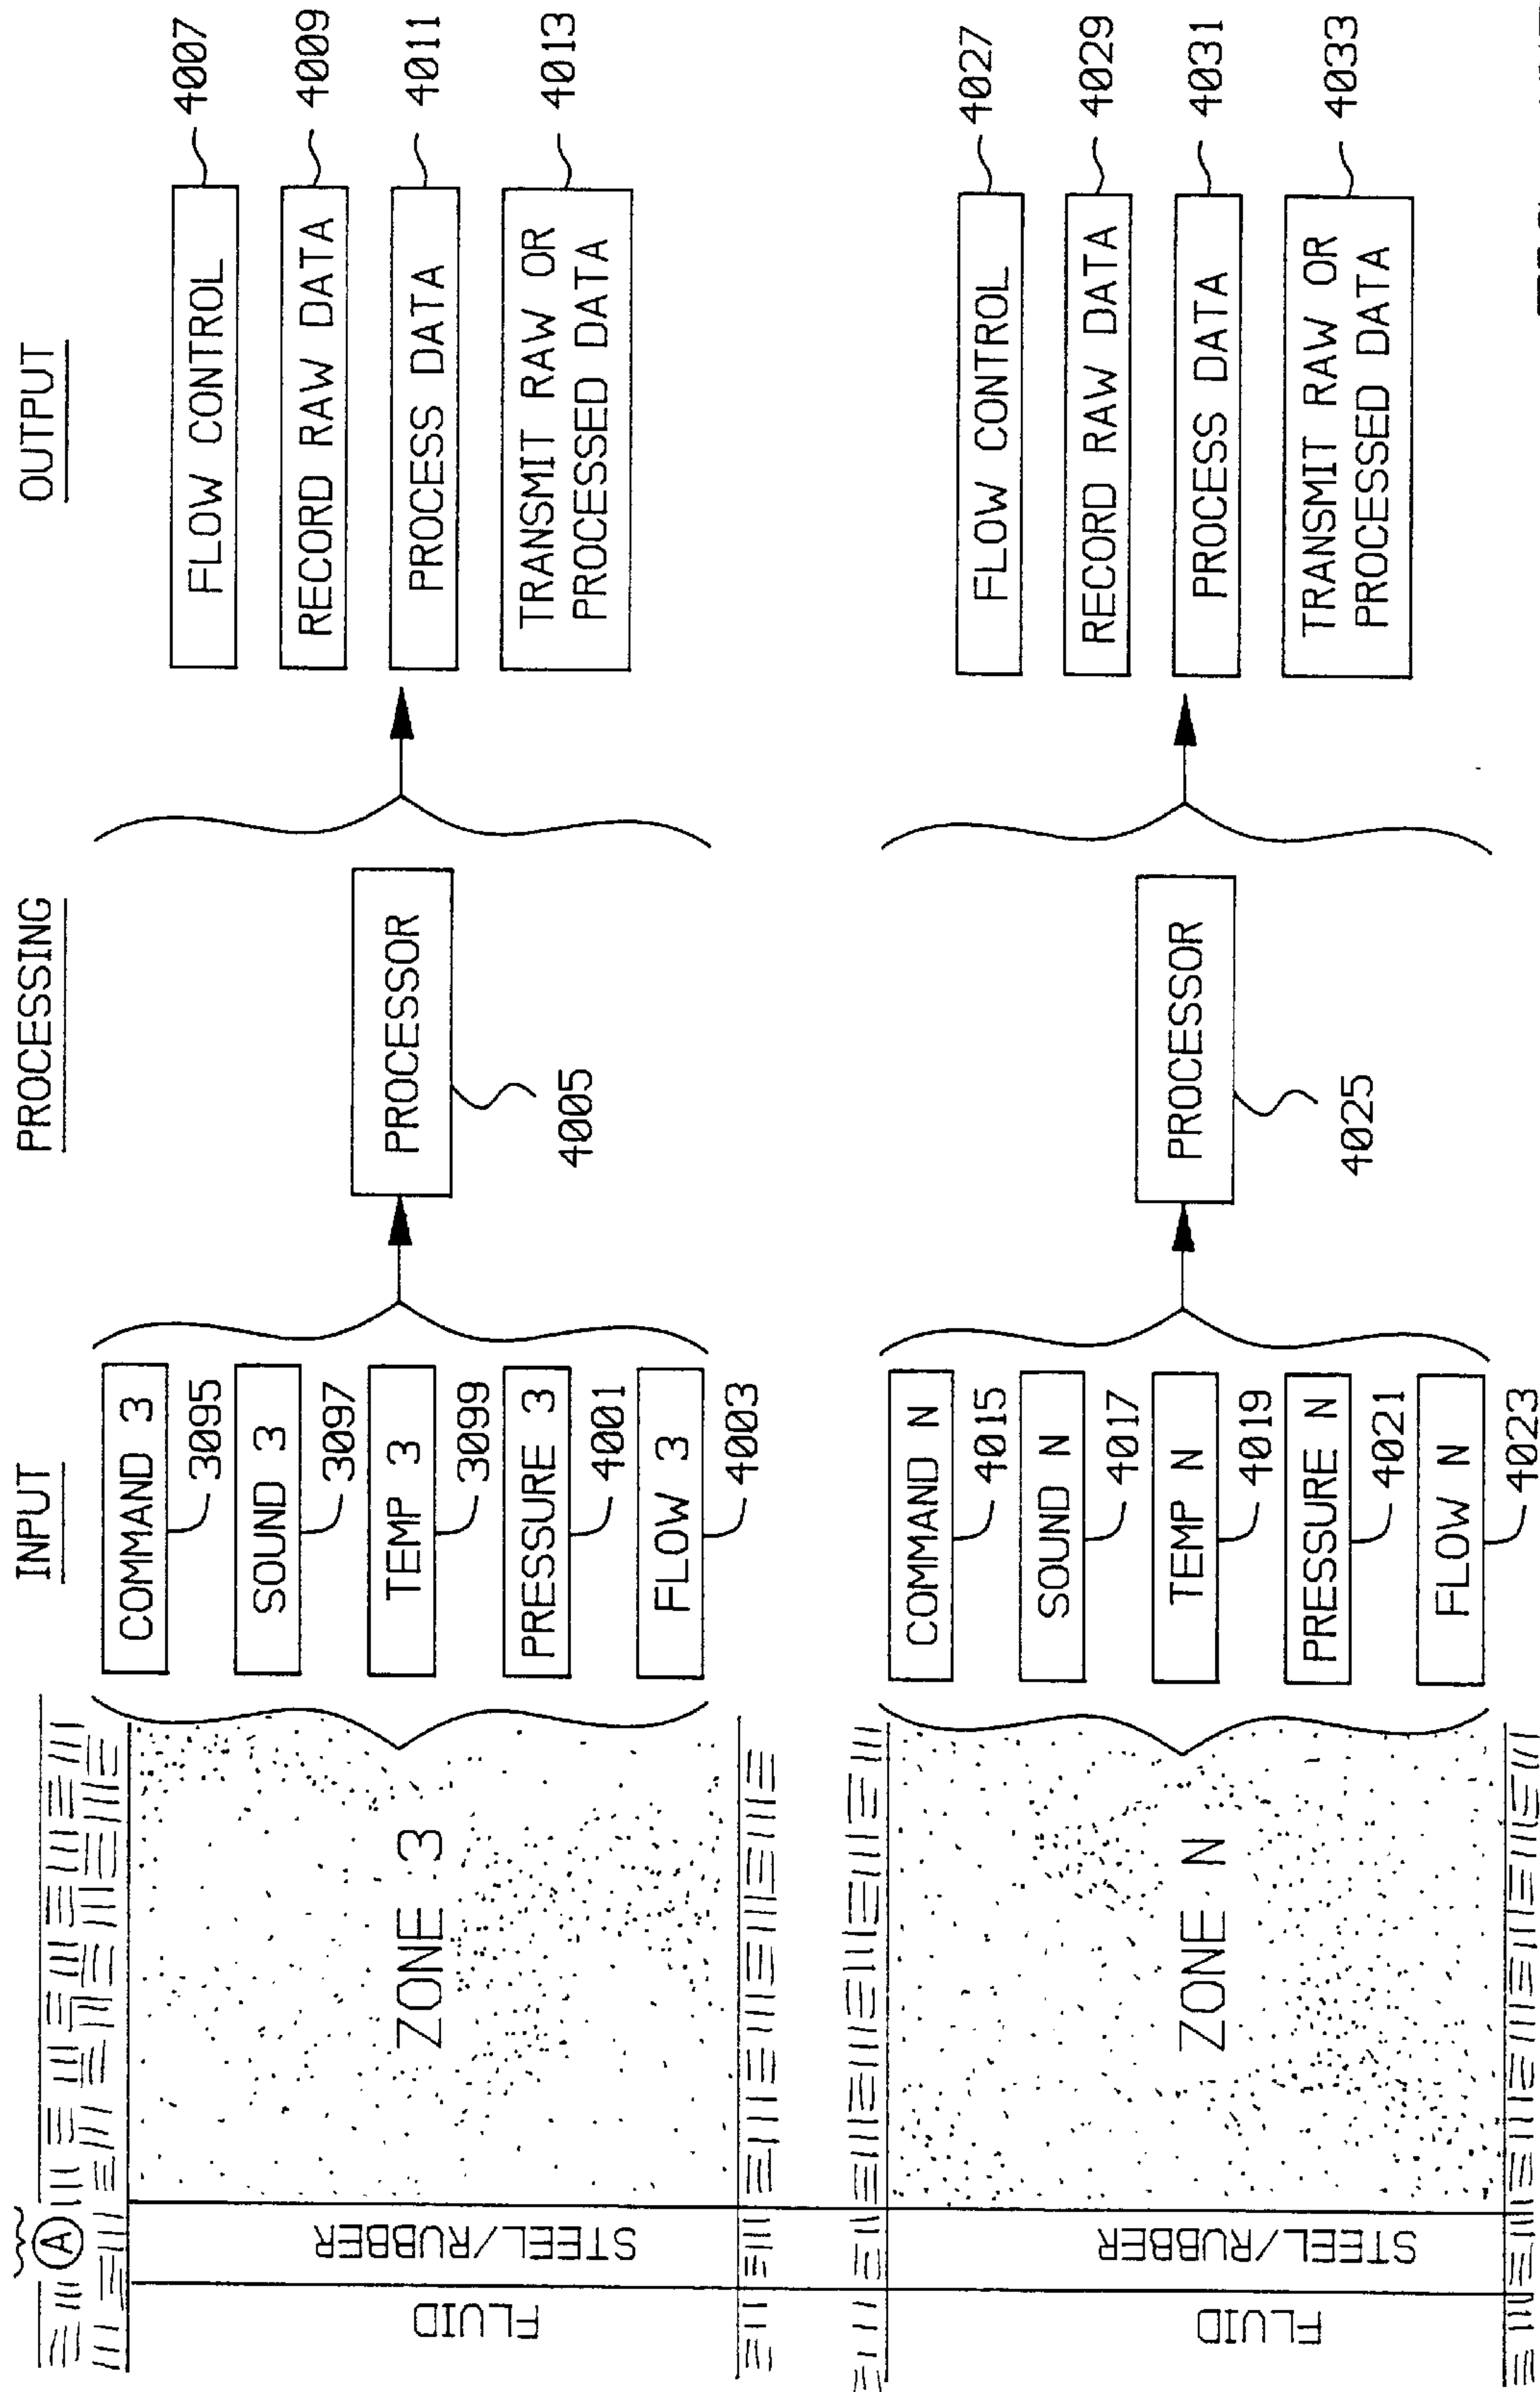 INPUT
PROCESSING
OUTPUT
A
FLUID
STEEL/RUBBER
ZONE 3
COMMAND 3
3095
SOUND 3
3097
TEMP 3
3099
PRESSURE 3
4001
FLOW 3
4003
PROCESSOR
4005
FLOW CONTROL
4007
RECORD RAW DATA
4009
PROCESS DATA
4011
TRANSMIT RAW OR
PROCESSED DATA
4013
FLUID
STEEL/RUBBER
ZONE N
COMMAND N
4015
SOUND N
4017
TEMP N
4019
PRESSURE N
4021
FLOW N
4023
PROCESSOR
4025
FLOW CONTROL
4027
RECORD RAW DATA
4029
PROCESS DATA
4031
TRANSMIT RAW OR
PROCESSED DATA
4033